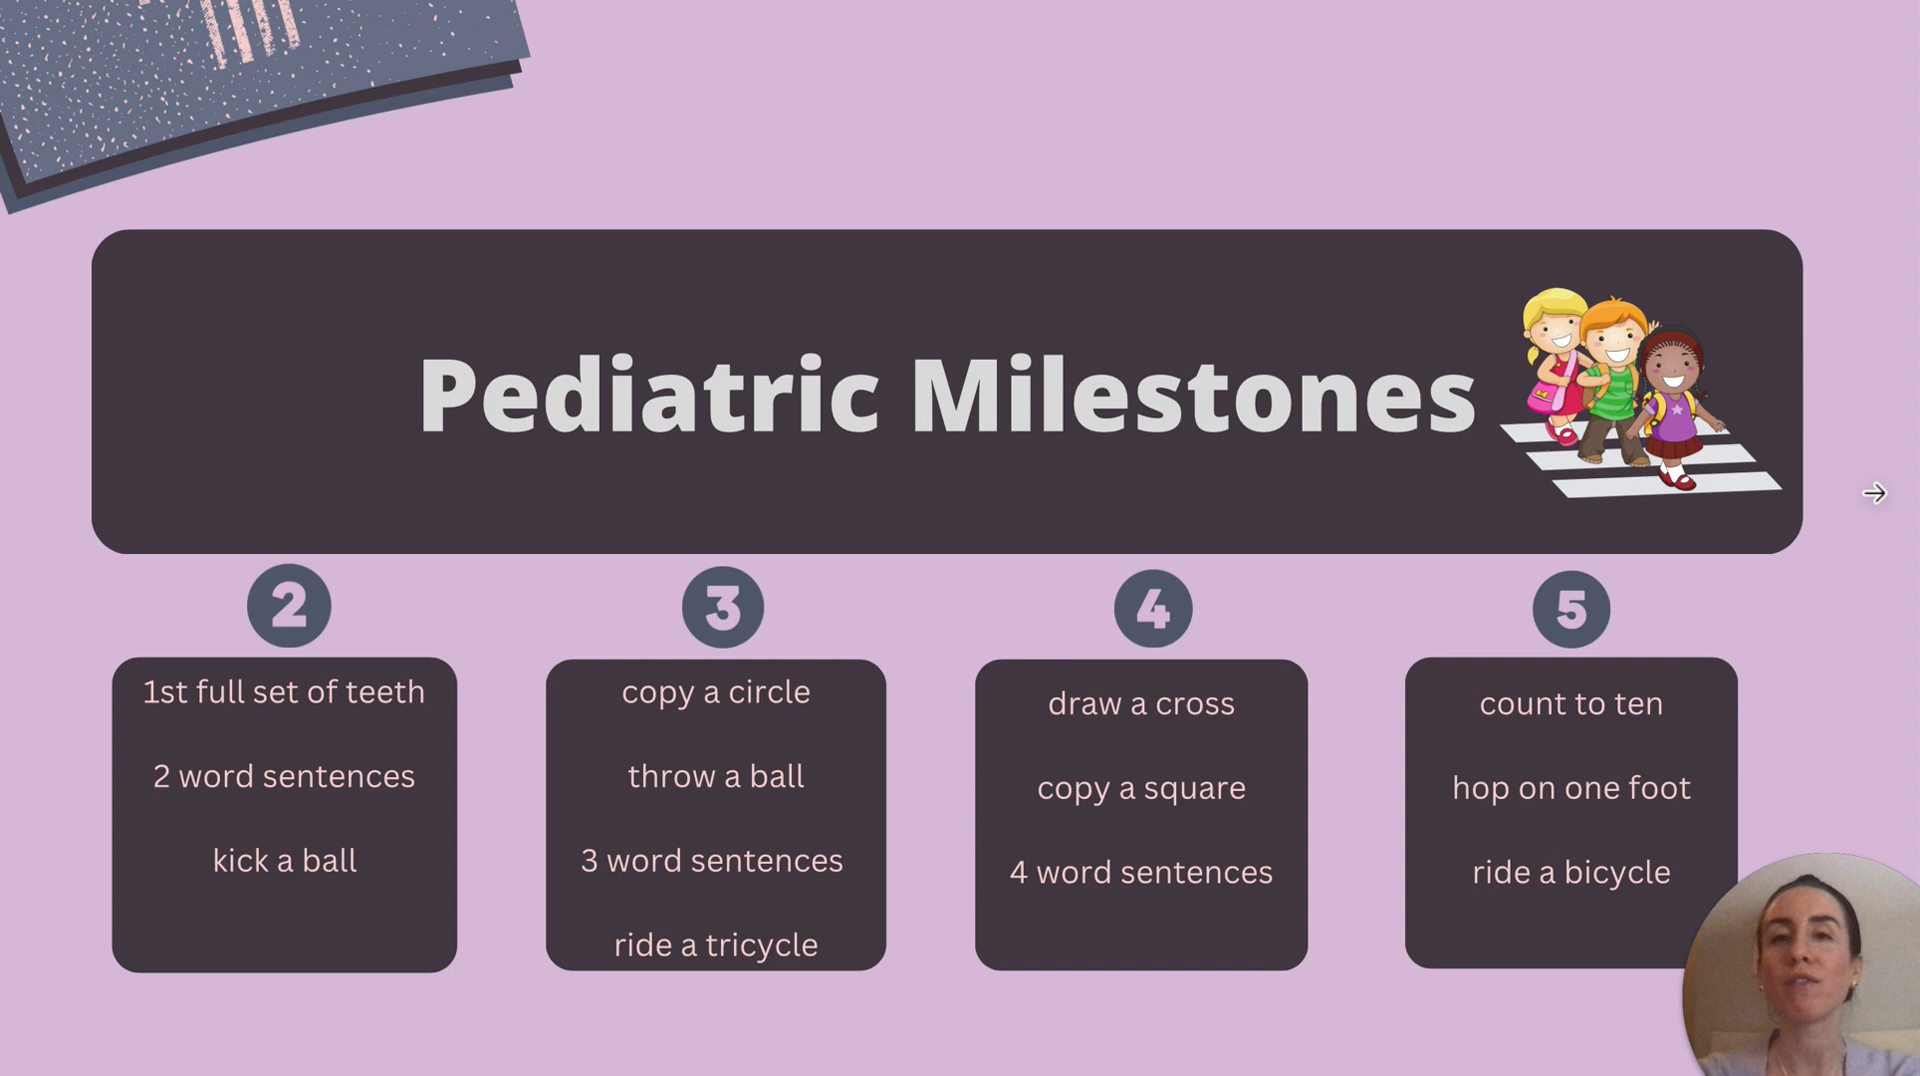 Pediatric Milestones
2
1st full set of teeth
2 word sentences
kick a ball
3
copy a circle
throw a ball
3 word sentences
ride a tricycle
4
draw a cross
copy a square
4 word sentences
5
count to ten
hop on one foot
ride a bicycle